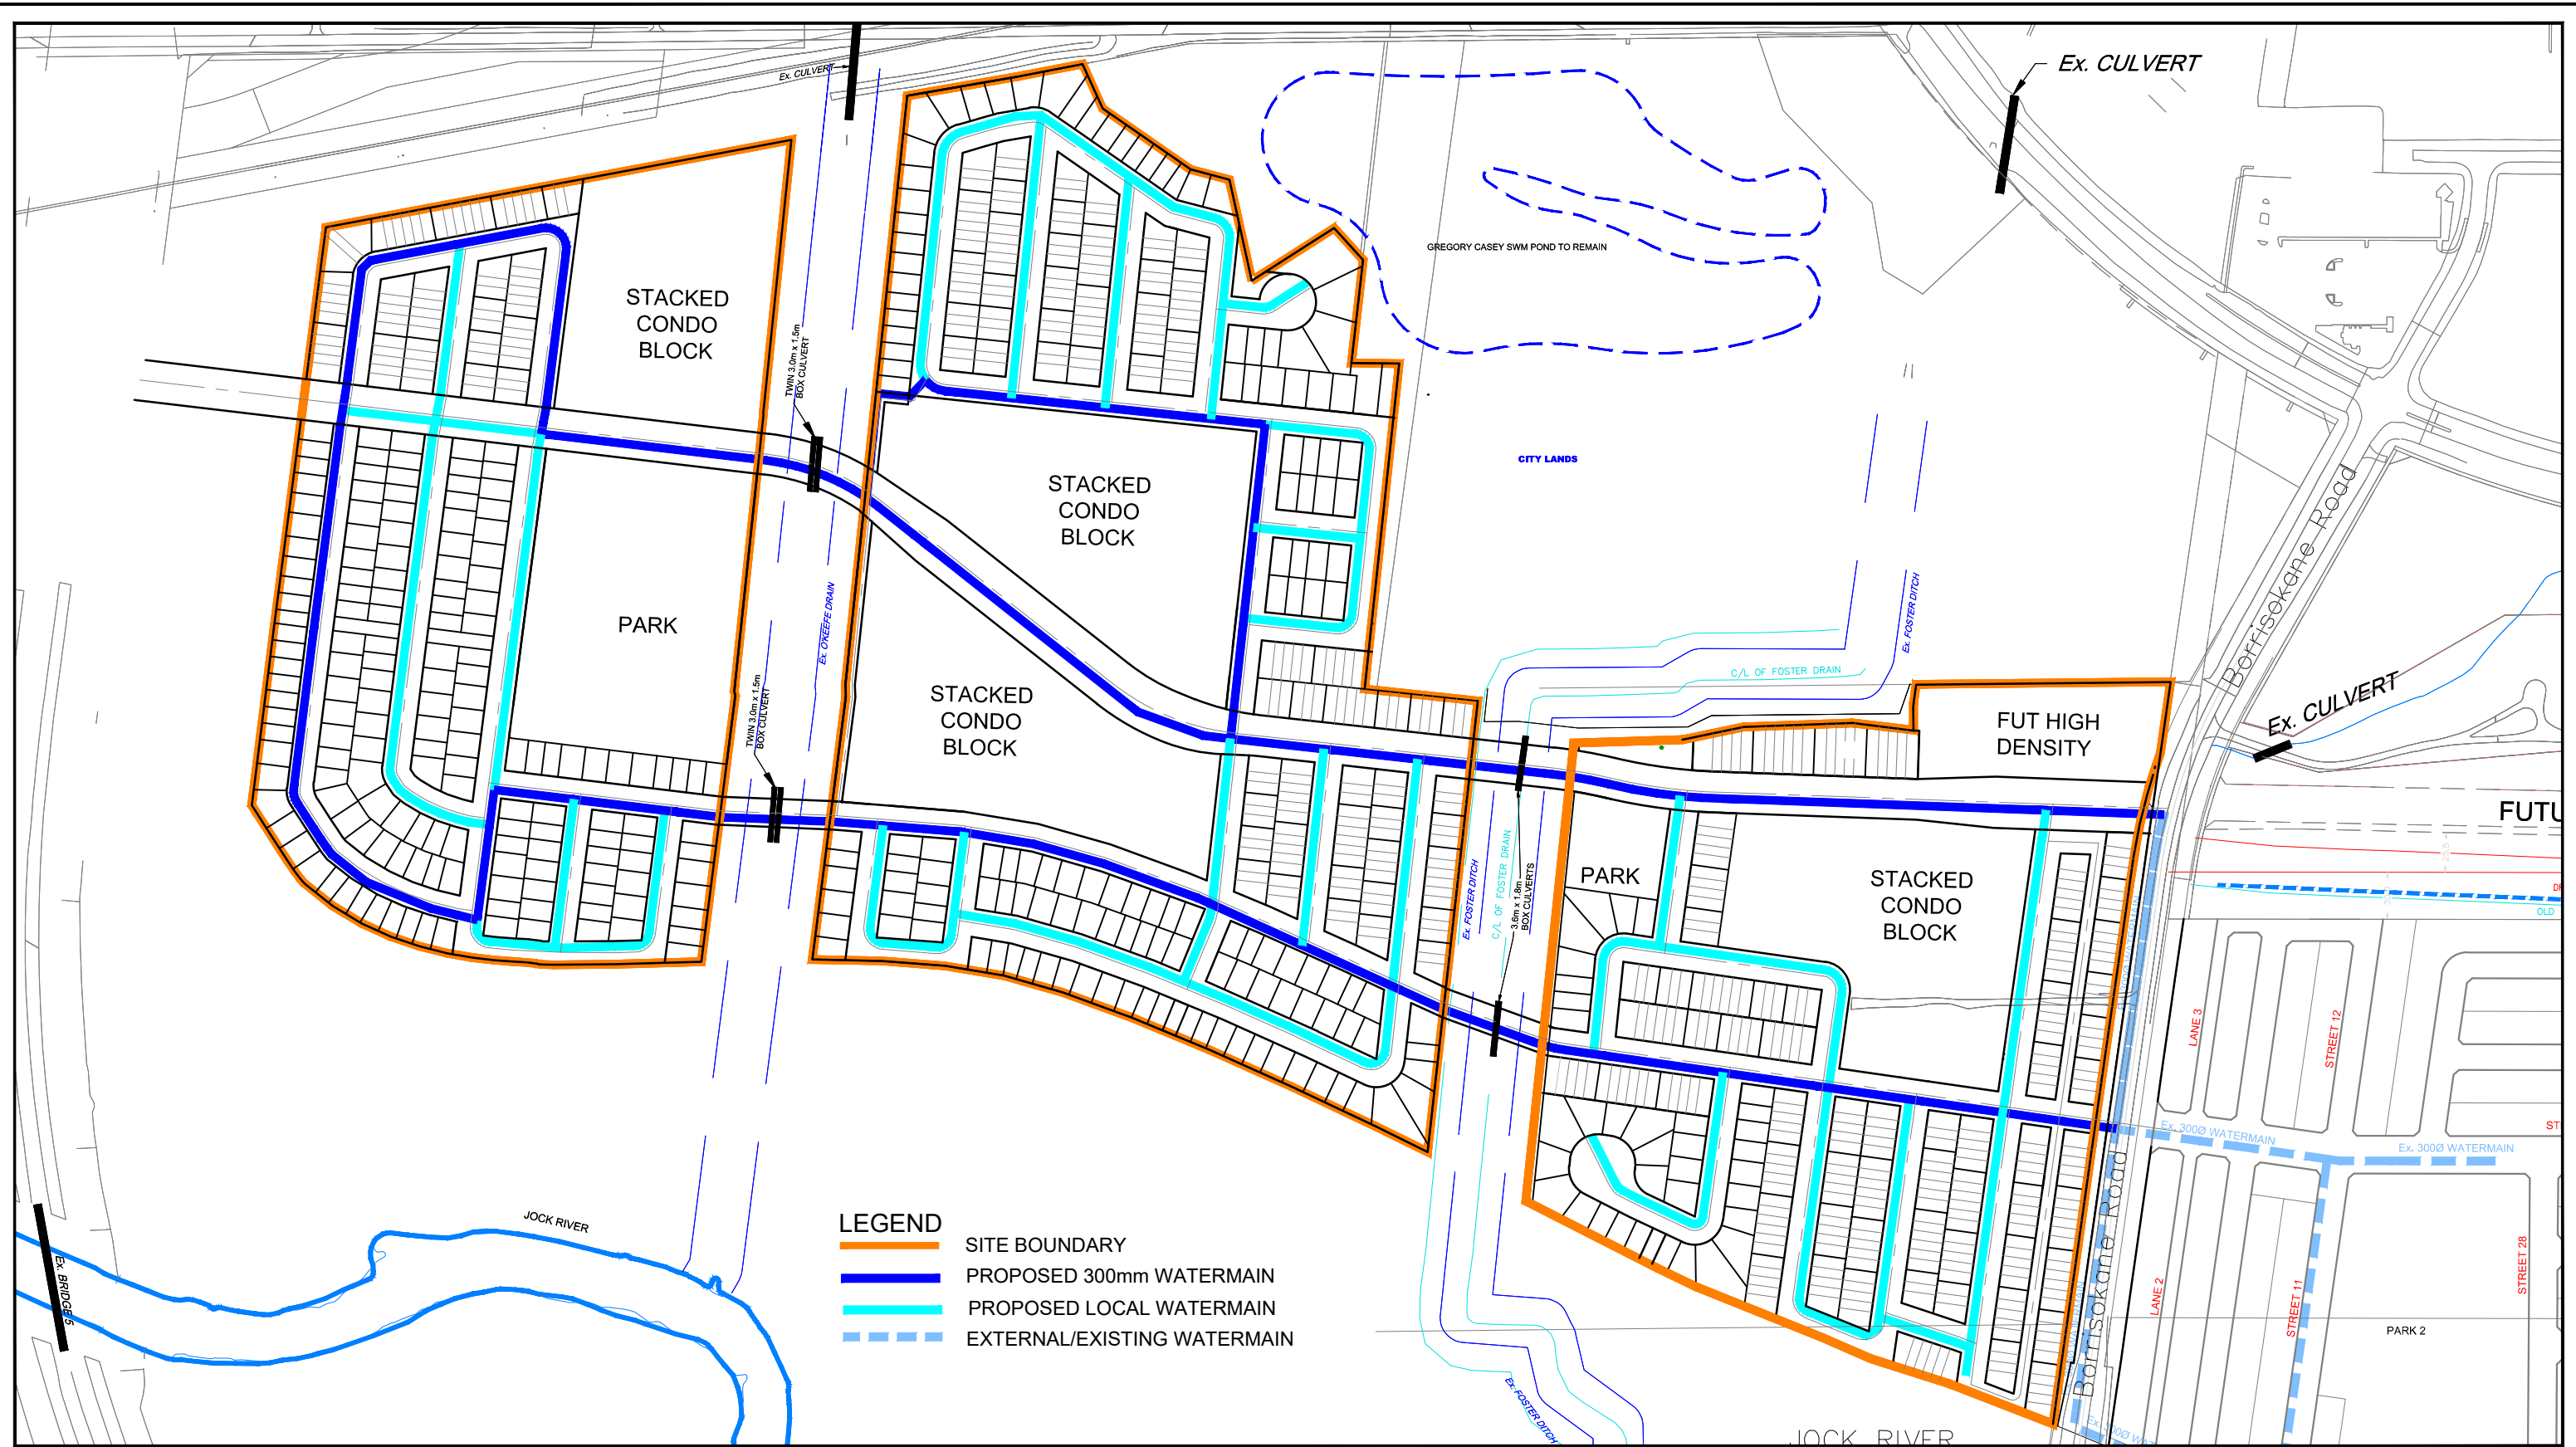 Ex. CULVERT
Ex. CULVERT
GREGORY CASEY SWM POND TO REMAIN
STACKED
CONDO
BLOCK
TWIN 3.0m x 1.5m
BOX CULVERT
CITY LANDS
STACKED
CONDO
BLOCK
Borrisokane Road
Ex. O'KEEFE DRAIN
Ex. FOSTER DITCH
PARK
C/L OF FOSTER DRAIN
TWIN 3.0m x 1.5m
BOX CULVERT
STACKED
CONDO
BLOCK
FUT HIGH
DENSITY
Ex. CULVERT
FUTU
Ex. FOSTER DITCH
C/L OF FOSTER DRAIN
3.6m x 1.8m
BOX CULVERTS
PARK
STACKED
CONDO
BLOCK
OLD
LANE 3
STREET 12
ST
Ex. 300Ø WATERMAIN
Ex. 300Ø WATERMAIN
Borrisokane Road
JOCK RIVER
Ex. BRIDGE 5
LEGEND
SITE BOUNDARY
PROPOSED 300mm WATERMAIN
PROPOSED LOCAL WATERMAIN
EXTERNAL/EXISTING WATERMAIN
LANE 2
STREET 11
STREET 28
PARK 2
Ex. FOSTER DITCH
JOCK RIVER